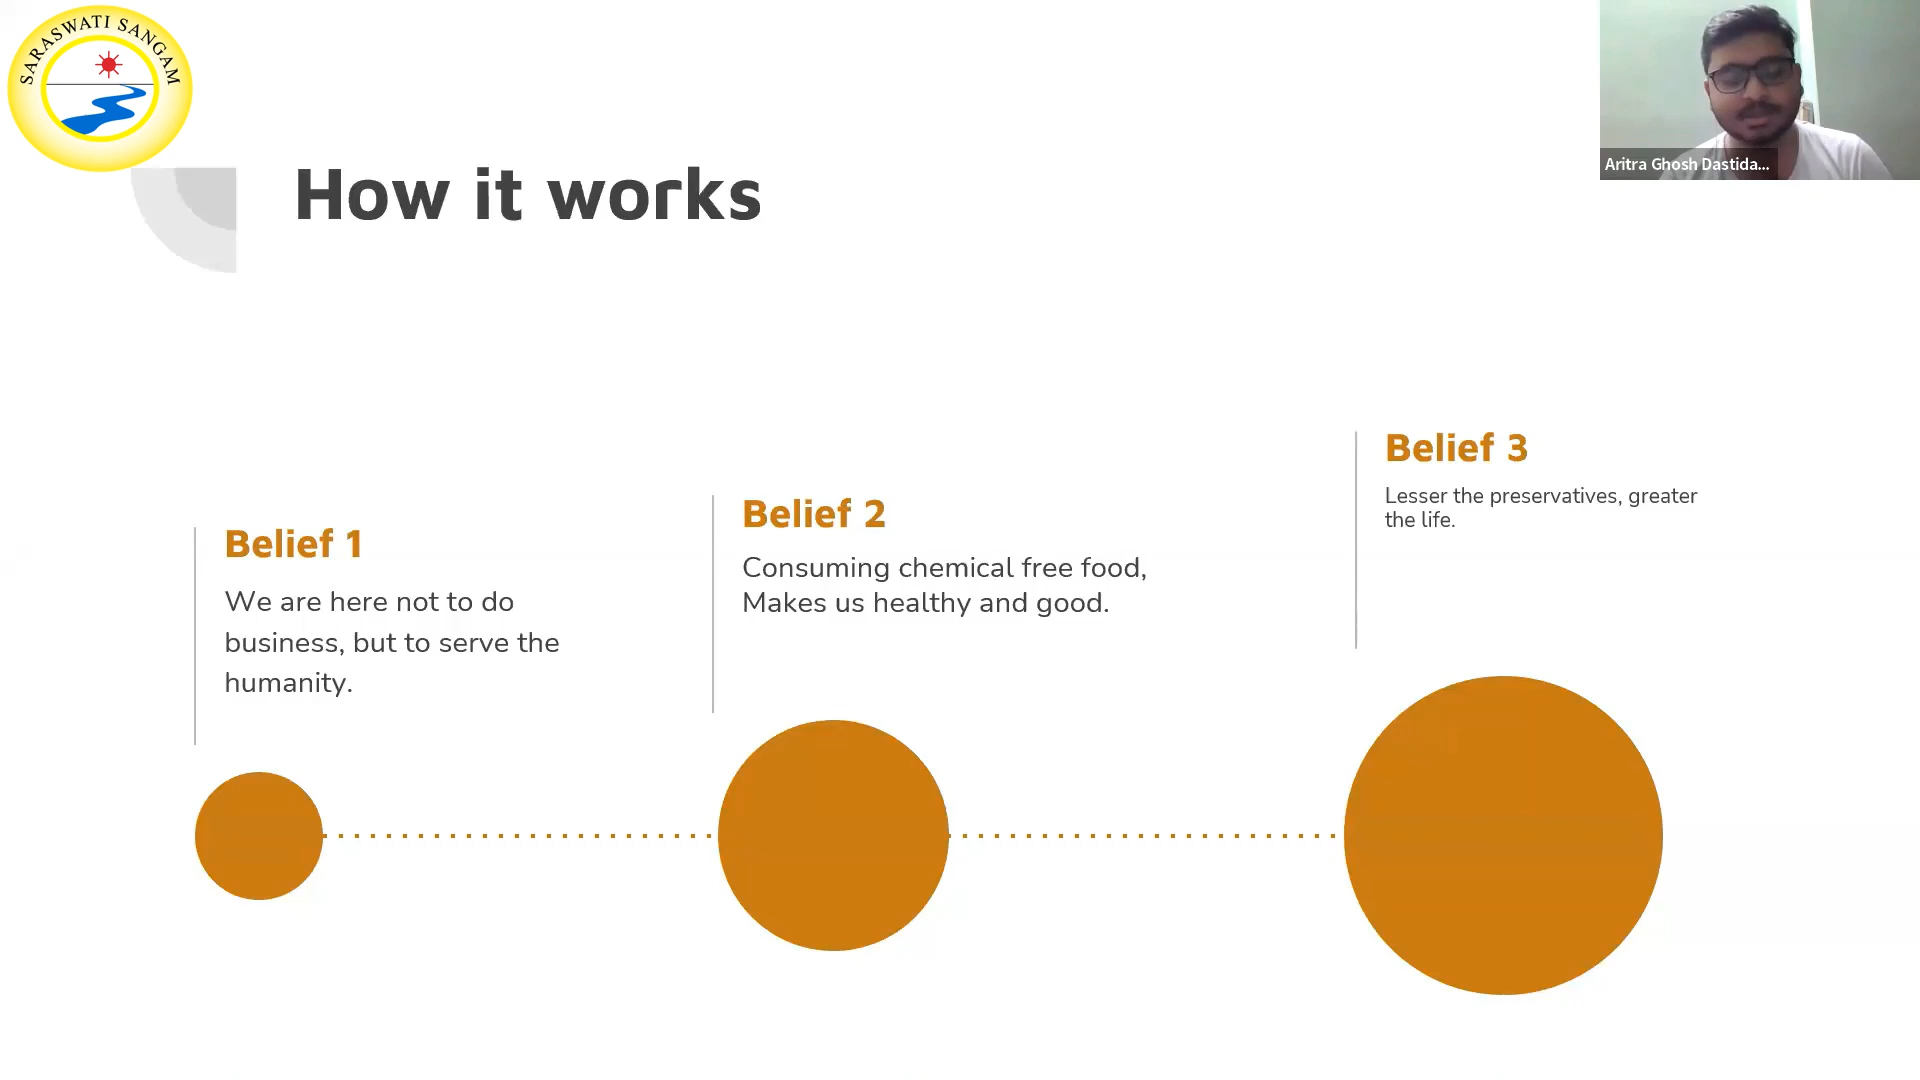 SARASWATI SANGAM
Aritra Ghosh Dastida...
How it works
Belief 1
We are here not to do
business, but to serve the
humanity.
Belief 2
Consuming chemical free food,
Makes us healthy and good.
Belief 3
Lesser the preservatives, greater
the life.